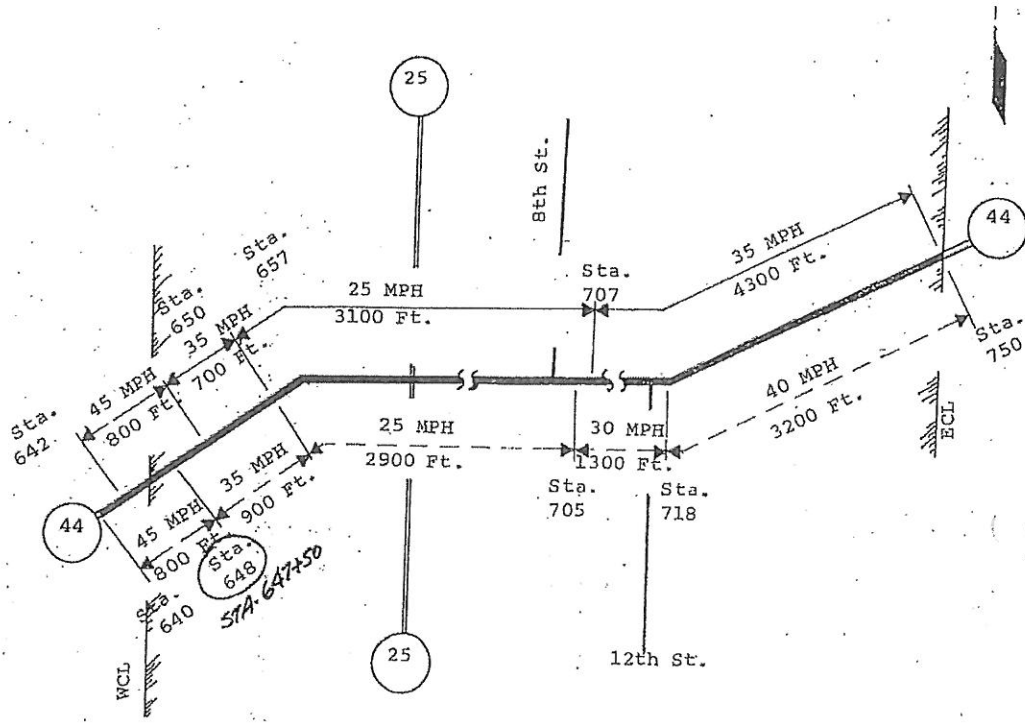 25
8th St.
44
35 MPH
4300 Ft.
Sta.
657
Sta.
707
25 MPH
3100 Ft.
Sta.
650
35 MPH
700 Ft.
45 MPH
800 Ft.
Sta.
642
Sta.
750
40 MPH
3200 Ft.
ECL
25 MPH
2900 Ft.
30 MPH
1300 Ft.
35 MPH
900 Ft.
Sta.
705
Sta.
718
44
45 MPH
800 Ft.
Sta.
648
STA. 647+50
Sta.
640
25
12th St.
WCL